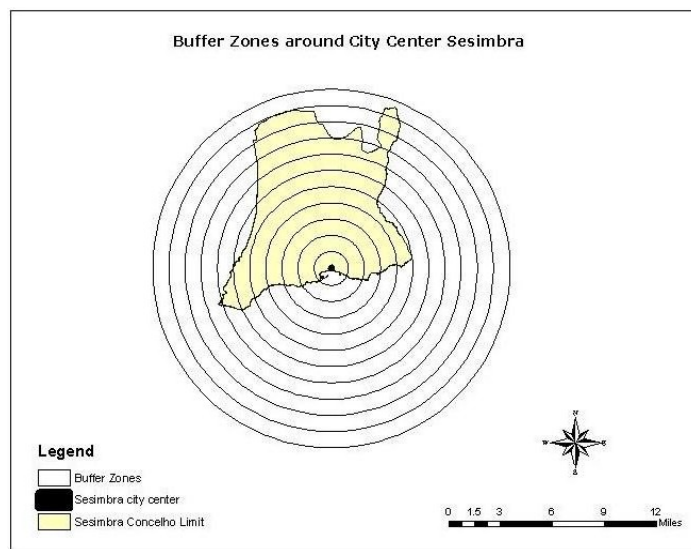 Buffer Zones around City Center Sesimbra
Legend
Buffer Zones
Sesimbra city center
Sesimbra Concelho Limit
N
W E
S
0 1.5 3 6 9 12
Miles